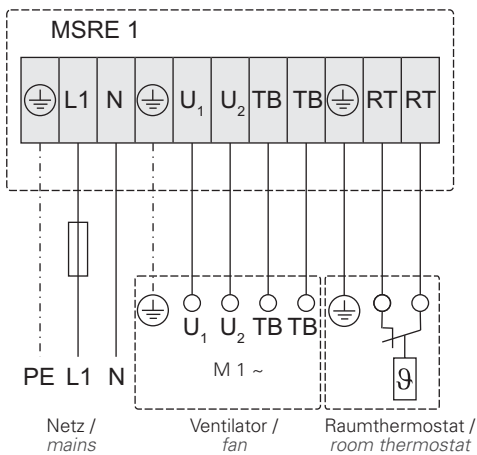 MSRE 1
L1 N U₁ U₂ TB TB RT RT
U₁ U₂ TB TB
M 1 ~
ϑ
PE L1 N
Netz / Ventilator / Raumthermostat /
mains fan room thermostat